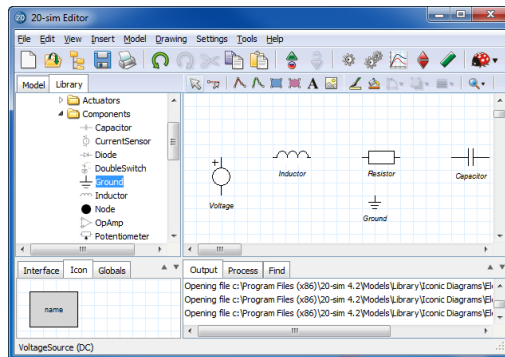 20-sim Editor
File Edit View Insert Model Drawing Settings Tools Help
Model Library
Actuators
Components
Capacitor
CurrentSensor
Diode
DoubleSwitch
Ground
Inductor
Node
OpAmp
Potentiometer
Voltage
Inductor
Resistor
Capacitor
Ground
Interface Icon Globals
name
Output Process Find
Opening file c:\Program Files (x86)\20-sim 4.2\Models\Library\Iconic Diagrams\Ele
Opening file c:\Program Files (x86)\20-sim 4.2\Models\Library\Iconic Diagrams\Ele
Opening file c:\Program Files (x86)\20-sim 4.2\Models\Library\Iconic Diagrams\Ele
VoltageSource (DC)